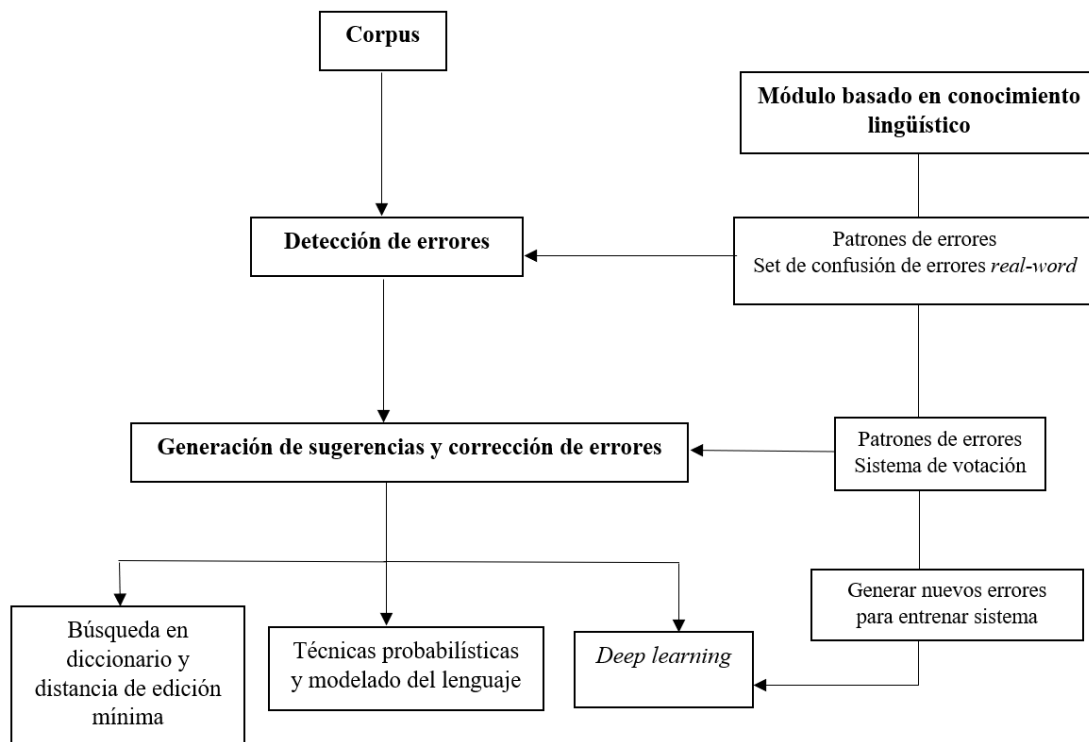 Corpus
Módulo basado en conocimiento
lingüístico
Detección de errores
Patrones de errores
Set de confusión de errores real-word
Generación de sugerencias y corrección de errores
Patrones de errores
Sistema de votación
Generar nuevos errores
para entrenar sistema
Búsqueda en
diccionario y
distancia de edición
mínima
Técnicas probabilísticas
y modelado del lenguaje
Deep learning